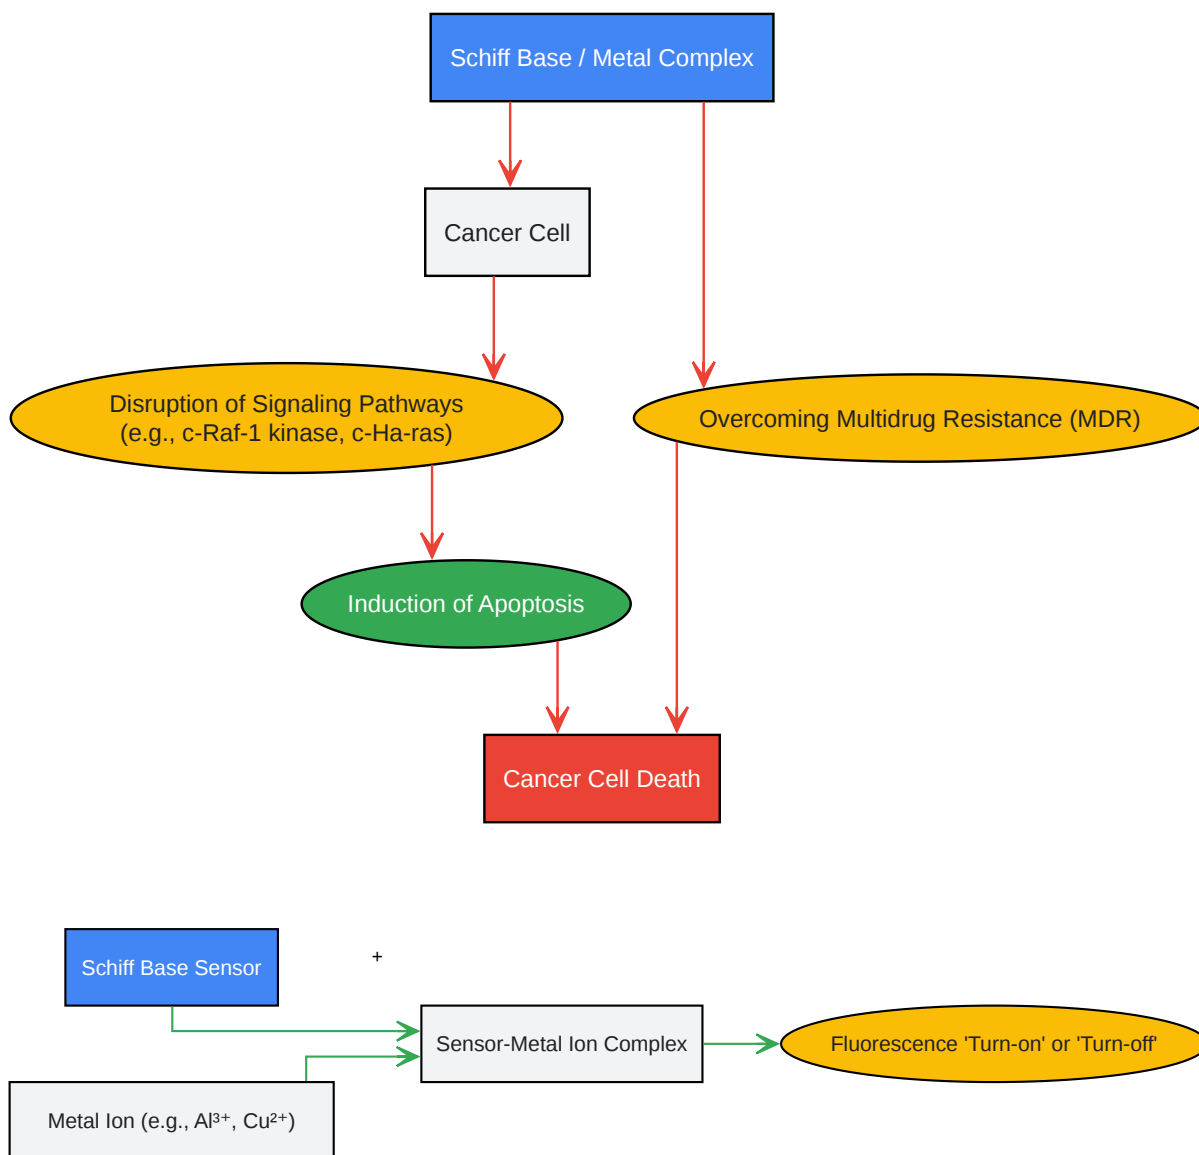 Schiff Base / Metal Complex
Cancer Cell
Disruption of Signaling Pathways
(e.g., c-Raf-1 kinase, c-Ha-ras)
Overcoming Multidrug Resistance (MDR)
Induction of Apoptosis
Cancer Cell Death
Schiff Base Sensor
+
Sensor-Metal Ion Complex
Fluorescence 'Turn-on' or 'Turn-off'
Metal Ion (e.g., Al³⁺, Cu²⁺)